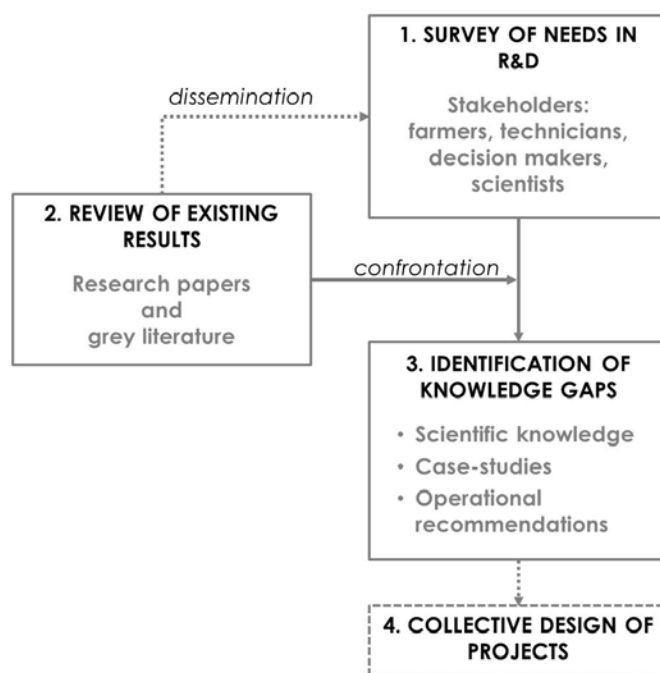 1. SURVEY OF NEEDS IN
R&D
Stakeholders:
farmers, technicians,
decision makers,
scientists
dissemination
2. REVIEW OF EXISTING
RESULTS
Research papers
and
grey literature
confrontation
3. IDENTIFICATION OF
KNOWLEDGE GAPS
• Scientific knowledge
• Case-studies
• Operational
recommendations
4. COLLECTIVE DESIGN OF
PROJECTS